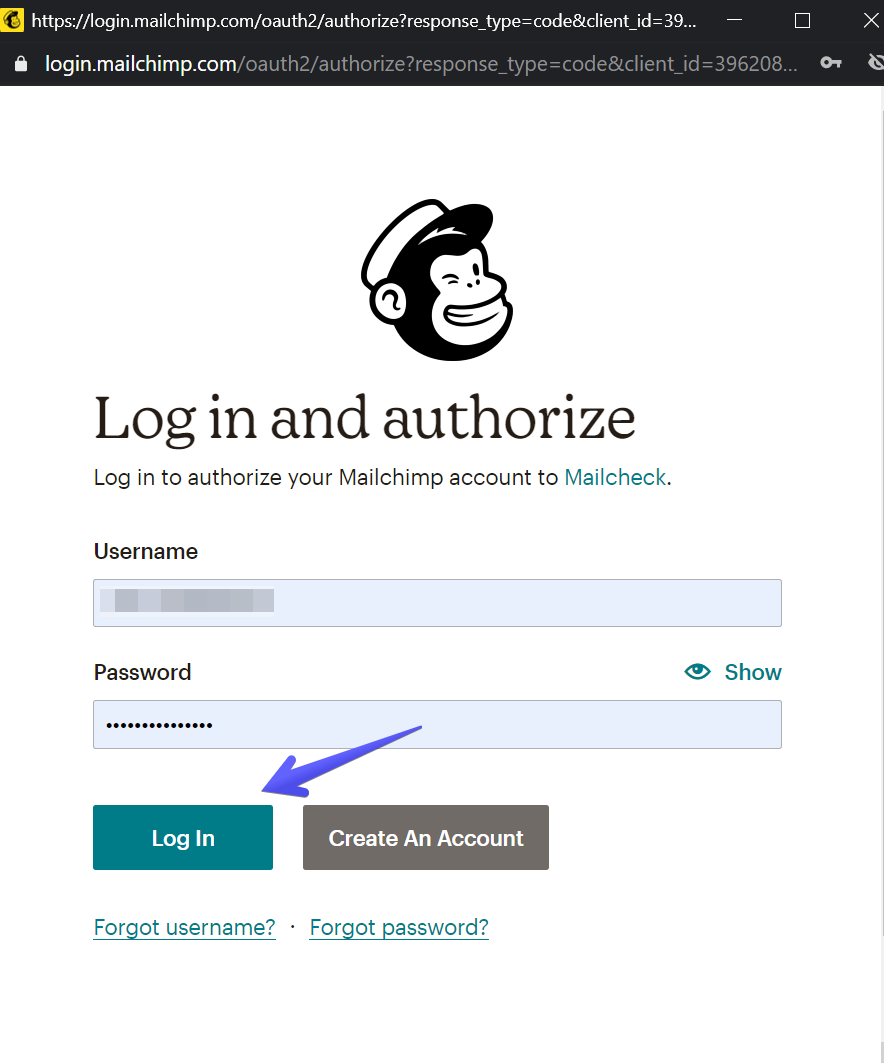 https://login.mailchimp.com/oauth2/authorize?response_type=code&client_id=39...
login.mailchimp.com/oauth2/authorize?response_type=code&client_id=396208...
Log in and authorize
Log in to authorize your Mailchimp account to Mailcheck.
Username
Password
Show
•••••••••••••••
Log In
Create An Account
Forgot username? · Forgot password?